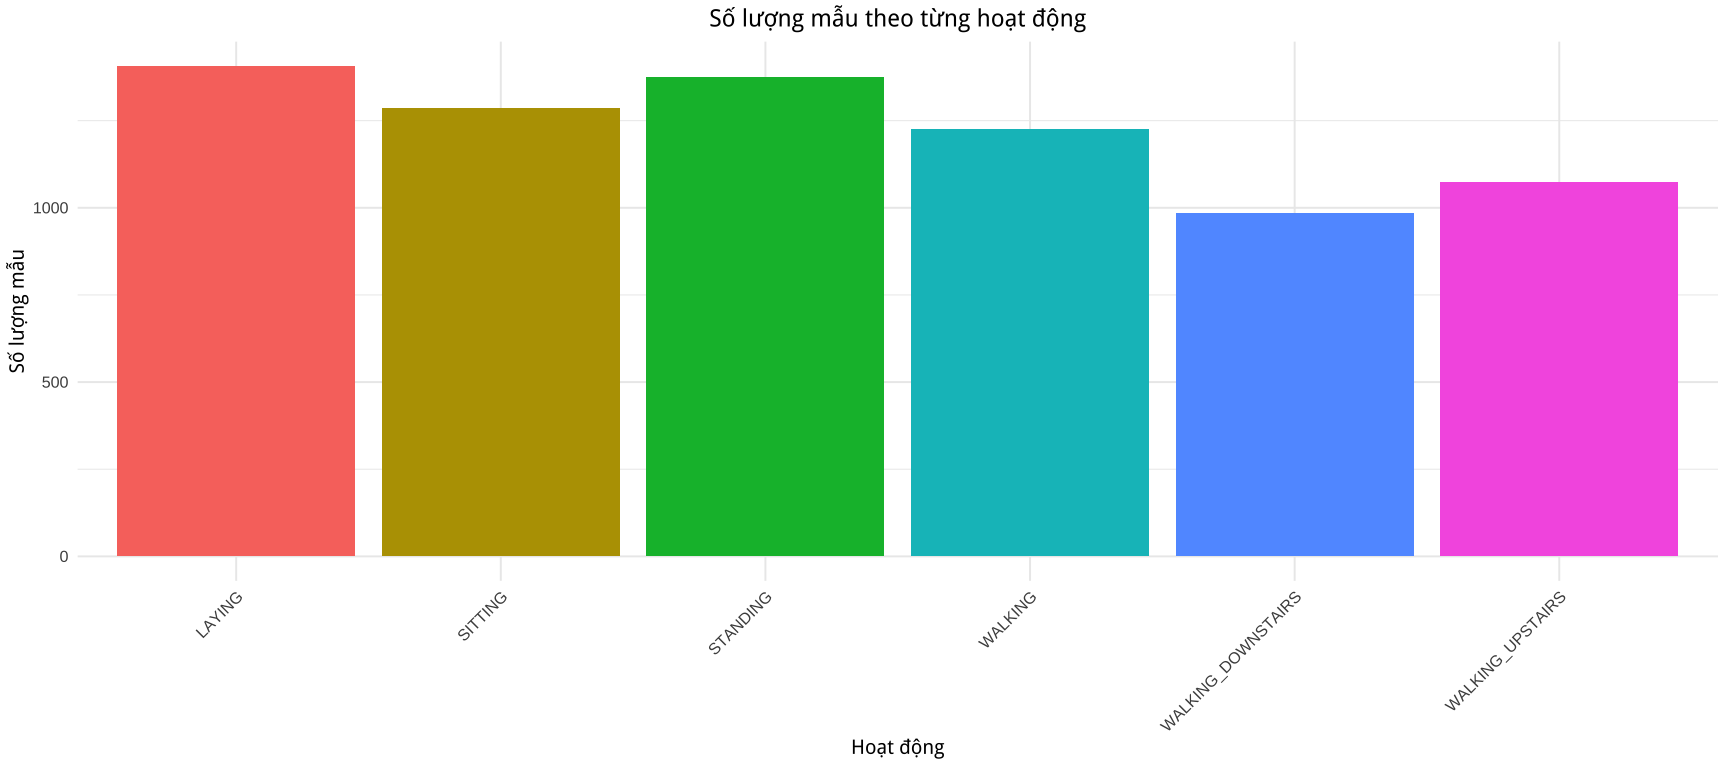 Số lượng mẫu theo từng hoạt động
Số lượng mẫu
1000
500
0
LAYING
SITTING
STANDING
WALKING
WALKING_DOWNSTAIRS
WALKING_UPSTAIRS
Hoạt động